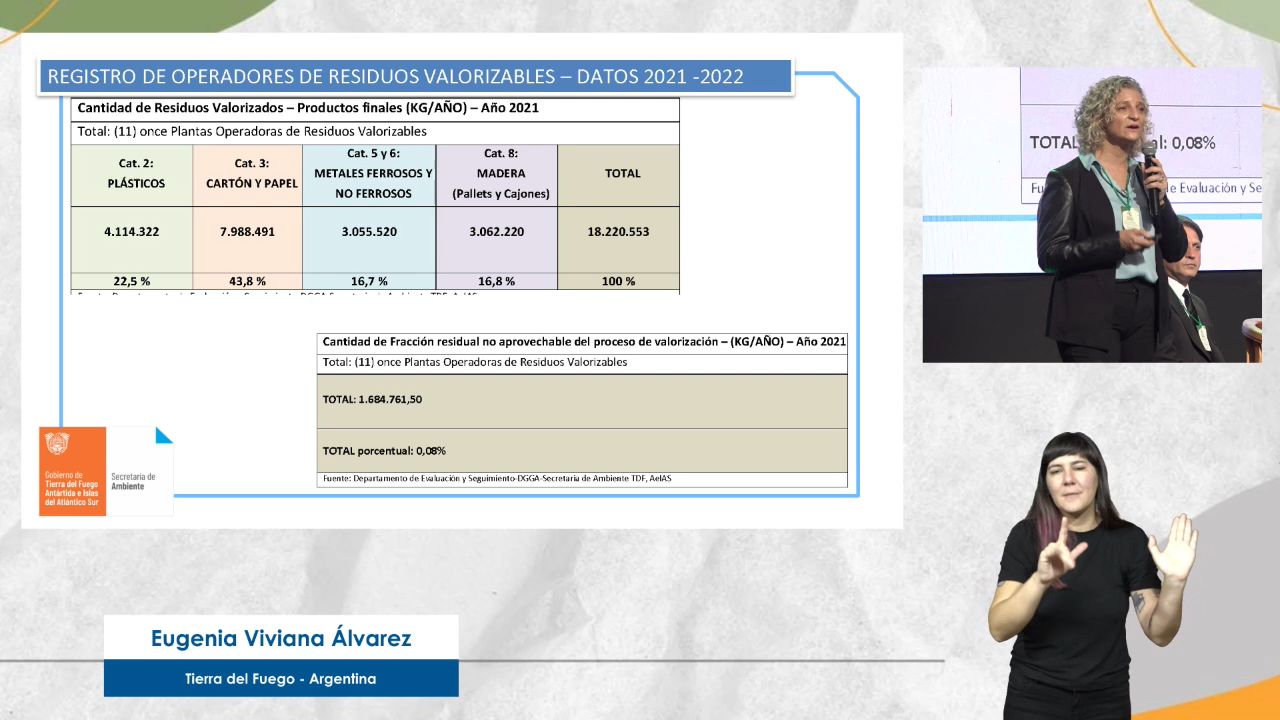 REGISTRO DE OPERADORES DE RESIDUOS VALORIZABLES – DATOS 2021 -2022
Cantidad de Residuos Valorizados – Productos finales (KG/AÑO) – Año 2021
Total: (11) once Plantas Operadoras de Residuos Valorizables
Cat. 2:
PLÁSTICOS
Cat. 3:
CARTÓN Y PAPEL
Cat. 5 y 6:
METALES FERROSOS Y
NO FERROSOS
Cat. 8:
MADERA
(Pallets y Cajones)
TOTAL
4.114.322
7.988.491
3.055.520
3.062.220
18.220.553
22,5 %
43,8 %
16,7 %
16,8 %
100 %
Cantidad de Fracción residual no aprovechable del proceso de valorización – (KG/AÑO) – Año 2021
Total: (11) once Plantas Operadoras de Residuos Valorizables
TOTAL: 1.684.761,50
TOTAL porcentual: 0,08%
Fuente: Departamento de Evaluación y Seguimiento-DGGA-Secretaria de Ambiente TDF, AeIAS
Gobierno de
Tierra del Fuego
Antártida e Islas
del Atlántico Sur
Secretaría de
Ambiente
TOTAL al: 0,08%
Fu e Evaluación y Se
Eugenia Viviana Álvarez
Tierra del Fuego - Argentina